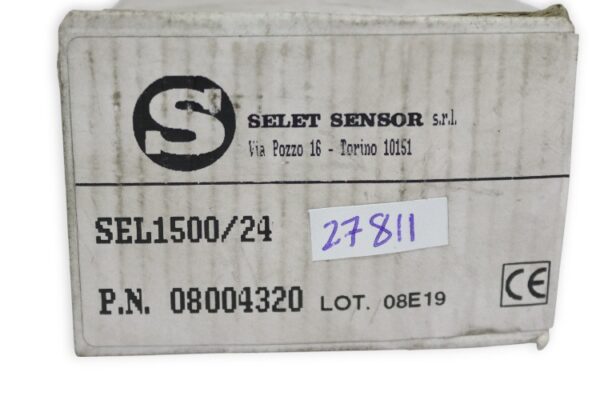 S
SELET SENSOR s.r.l.
Via Pozzo 16 - Torino 10151
SEL1500/24 27811
P.N. 08004320 LOT. 08E19 CE